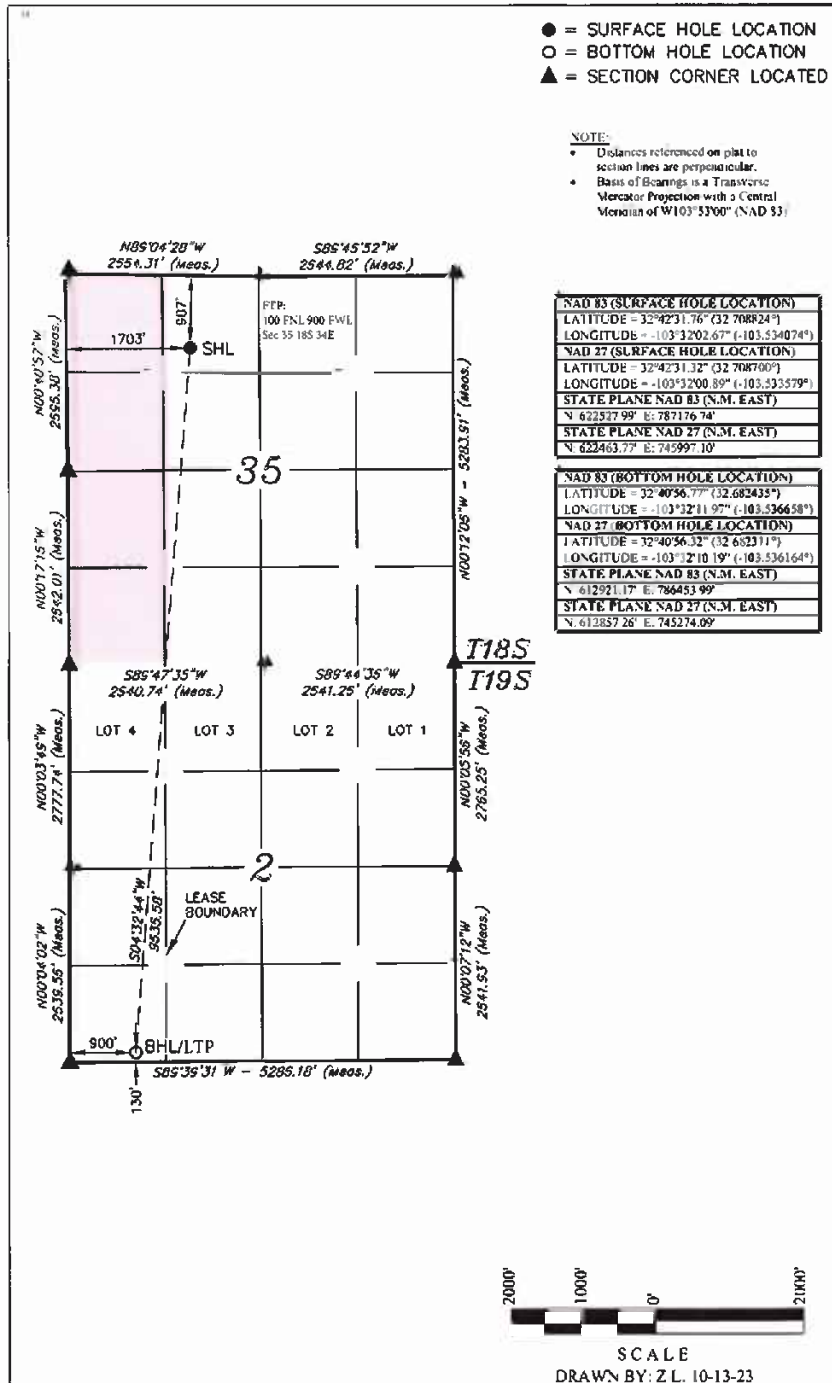 ● = SURFACE HOLE LOCATION
○ = BOTTOM HOLE LOCATION
▲ = SECTION CORNER LOCATED
NOTE:
• Distances referenced on plat to
section lines are perpendicular.
• Basis of Bearings is a Transverse
Mercator Projection with a Central
Meridian of W103°53'00" (NAD 83)
N89°04'28"W
2554.31' (Meas.)
S89°45'52"W
2544.82' (Meas.)
907'
FTP:
100 FNL 900 FWL
Sec 35 18S 34E
1703'
SHL
N00°40'57"W
2595.30' (Meas.)
35
N00°12'06"W - 5283.91' (Meas.)
N00°17'15"W
2642.01' (Meas.)
NAD 83 (SURFACE HOLE LOCATION)
LATITUDE = 32°42'31.76" (32.708824°)
LONGITUDE = -103°32'02.67" (-103.534074°)
NAD 27 (SURFACE HOLE LOCATION)
LATITUDE = 32°42'31.32" (32.708700°)
LONGITUDE = -103°32'00.89" (-103.533579°)
STATE PLANE NAD 83 (N.M. EAST)
N: 622527.99' E: 787176.74'
STATE PLANE NAD 27 (N.M. EAST)
N: 622463.77' E: 745997.10'
NAD 83 (BOTTOM HOLE LOCATION)
LATITUDE = 32°40'56.77" (32.682435°)
LONGITUDE = -103°32'11.97" (-103.536658°)
NAD 27 (BOTTOM HOLE LOCATION)
LATITUDE = 32°40'56.32" (32.682311°)
LONGITUDE = -103°32'10.19" (-103.536164°)
STATE PLANE NAD 83 (N.M. EAST)
N: 612921.17' E: 786453.99'
STATE PLANE NAD 27 (N.M. EAST)
N: 612857.26' E: 745274.09'
T18S
T19S
S89°47'35"W
2640.74' (Meas.)
S89°44'35"W
2641.25' (Meas.)
LOT 4
LOT 3
LOT 2
LOT 1
N00°03'45"W
2777.74' (Meas.)
N00°05'56"W
2765.25' (Meas.)
2
LEASE
BOUNDARY
S04°32'44"W
9635.58'
N00°04'02"W
2639.56' (Meas.)
N00°07'12"W
2641.93' (Meas.)
900'
BHL/LTP
S89°39'31"W - 5286.18' (Meas.)
130'
2000'
1000'
0'
2000'
SCALE
DRAWN BY: Z.L. 10-13-23